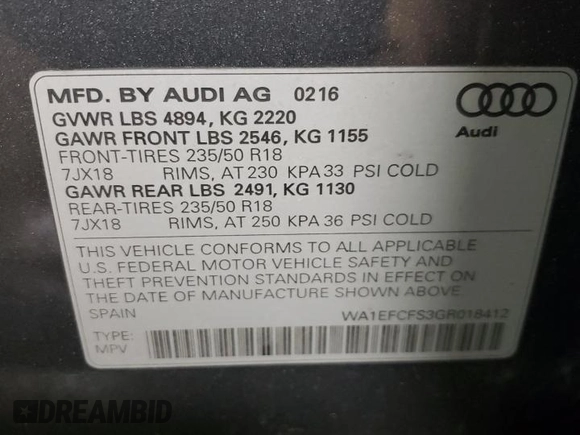 MFD. BY AUDI AG 0216
GVWR LBS 4894, KG 2220
GAWR FRONT LBS 2546, KG 1155
FRONT-TIRES 235/50 R18
7JX18 RIMS, AT 230 KPA 33 PSI COLD
GAWR REAR LBS 2491, KG 1130
REAR-TIRES 235/50 R18
7JX18 RIMS, AT 250 KPA 36 PSI COLD
Audi
THIS VEHICLE CONFORMS TO ALL APPLICABLE
U.S. FEDERAL MOTOR VEHICLE SAFETY AND
THEFT PREVENTION STANDARDS IN EFFECT ON
THE DATE OF MANUFACTURE SHOWN ABOVE.
SPAIN WA1EFCFS3GR018412
TYPE:
MPV
DREAMBID